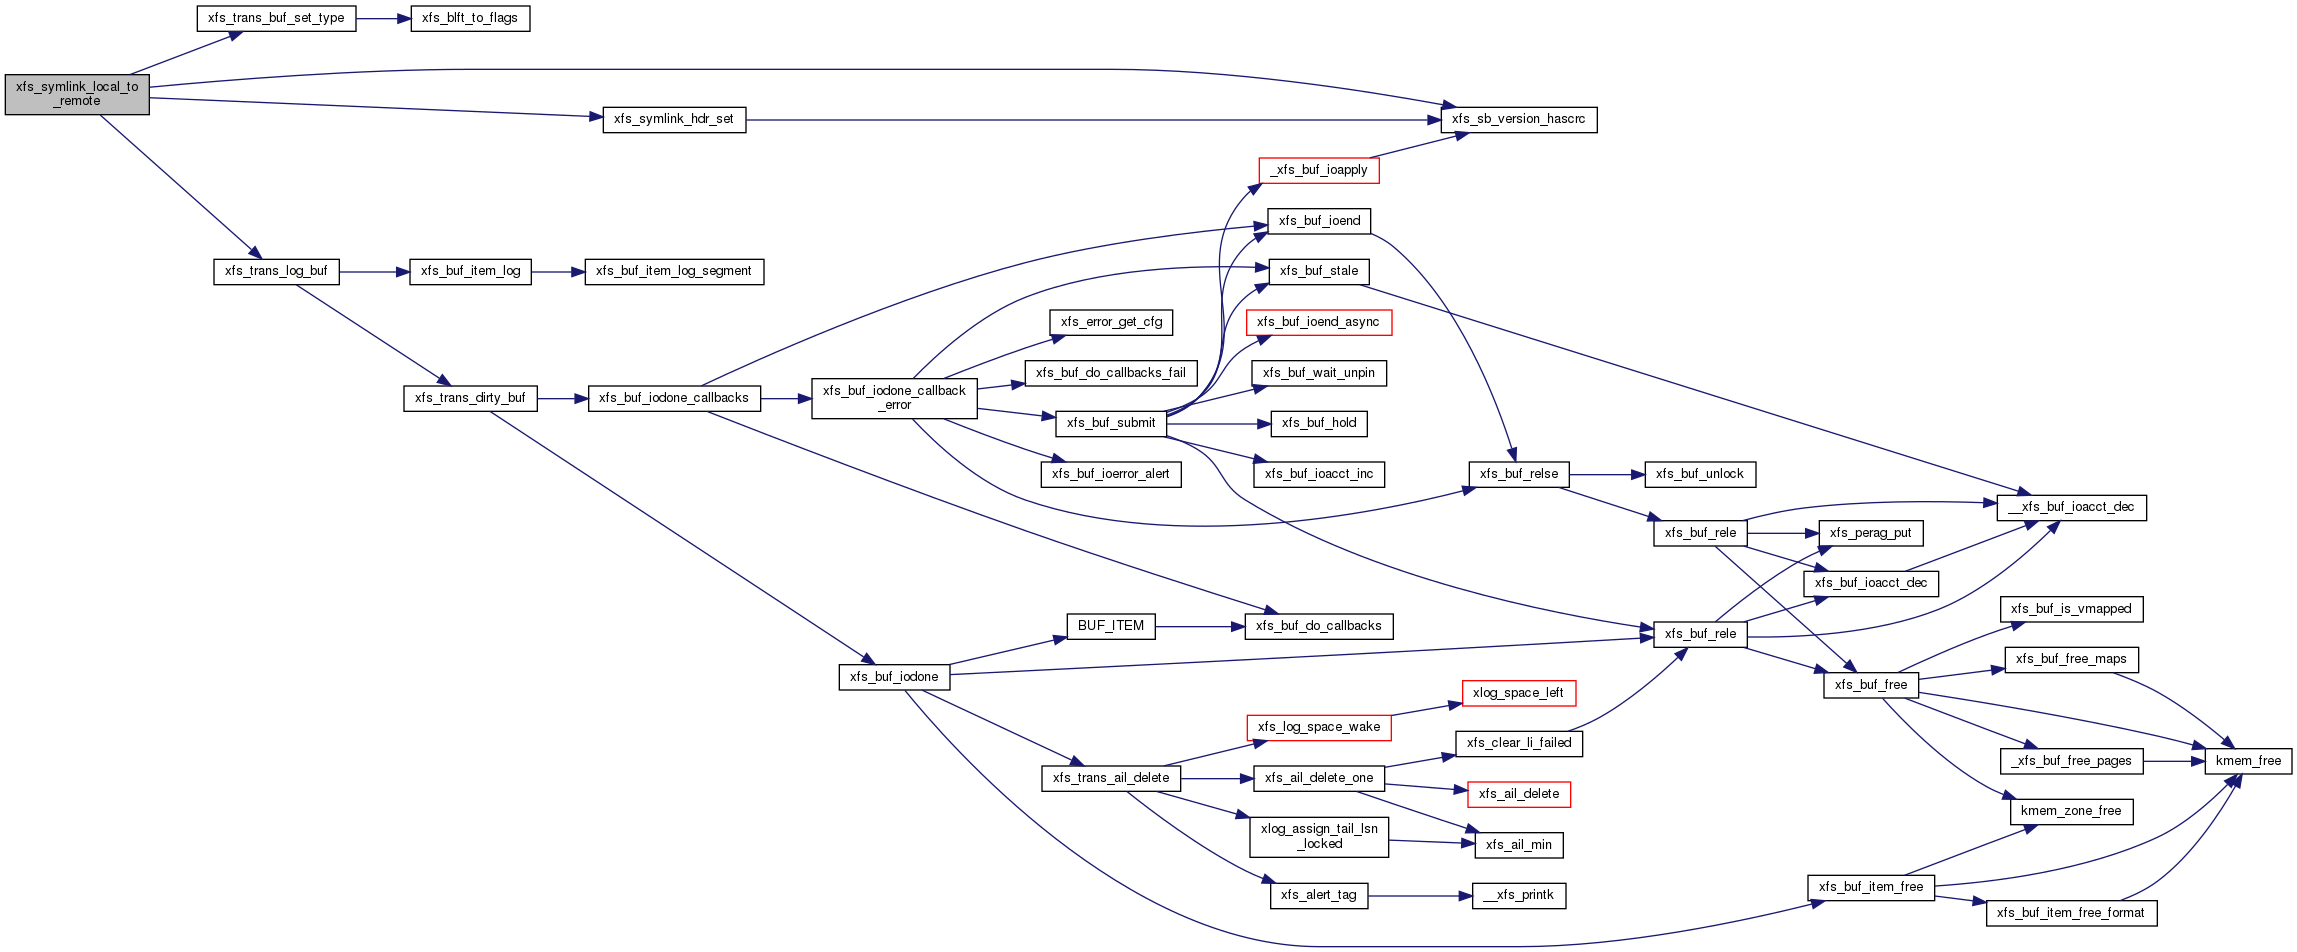 xfs_trans_buf_set_type
xfs_blft_to_flags
xfs_symlink_local_to
_remote
xfs_symlink_hdr_set
xfs_sb_version_hascrc
_xfs_buf_ioapply
xfs_buf_ioend
xfs_trans_log_buf
xfs_buf_item_log
xfs_buf_item_log_segment
xfs_buf_stale
xfs_error_get_cfg
xfs_buf_ioend_async
xfs_buf_do_callbacks_fail
xfs_buf_wait_unpin
xfs_trans_dirty_buf
xfs_buf_iodone_callbacks
xfs_buf_iodone_callback
_error
xfs_buf_submit
xfs_buf_hold
xfs_buf_ioerror_alert
xfs_buf_ioacct_inc
xfs_buf_relse
xfs_buf_unlock
__xfs_buf_ioacct_dec
xfs_buf_rele
xfs_perag_put
xfs_buf_ioacct_dec
xfs_buf_is_vmapped
BUF_ITEM
xfs_buf_do_callbacks
xfs_buf_rele
xfs_buf_free_maps
xfs_buf_iodone
xfs_buf_free
xlog_space_left
xfs_log_space_wake
xfs_clear_li_failed
_xfs_buf_free_pages
kmem_free
xfs_trans_ail_delete
xfs_ail_delete_one
xfs_ail_delete
kmem_zone_free
xlog_assign_tail_lsn
_locked
xfs_ail_min
xfs_buf_item_free
xfs_alert_tag
__xfs_printk
xfs_buf_item_free_format